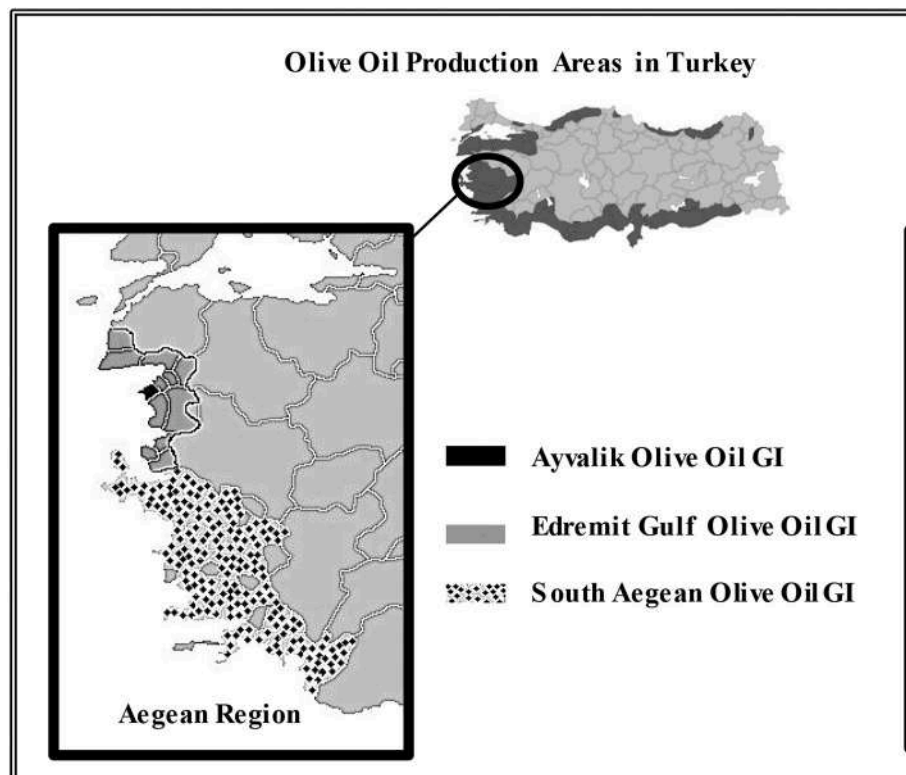 Olive Oil Production Areas in Turkey
Ayvalik Olive Oil GI
Edremit Gulf Olive Oil GI
South Aegean Olive Oil GI
Aegean Region